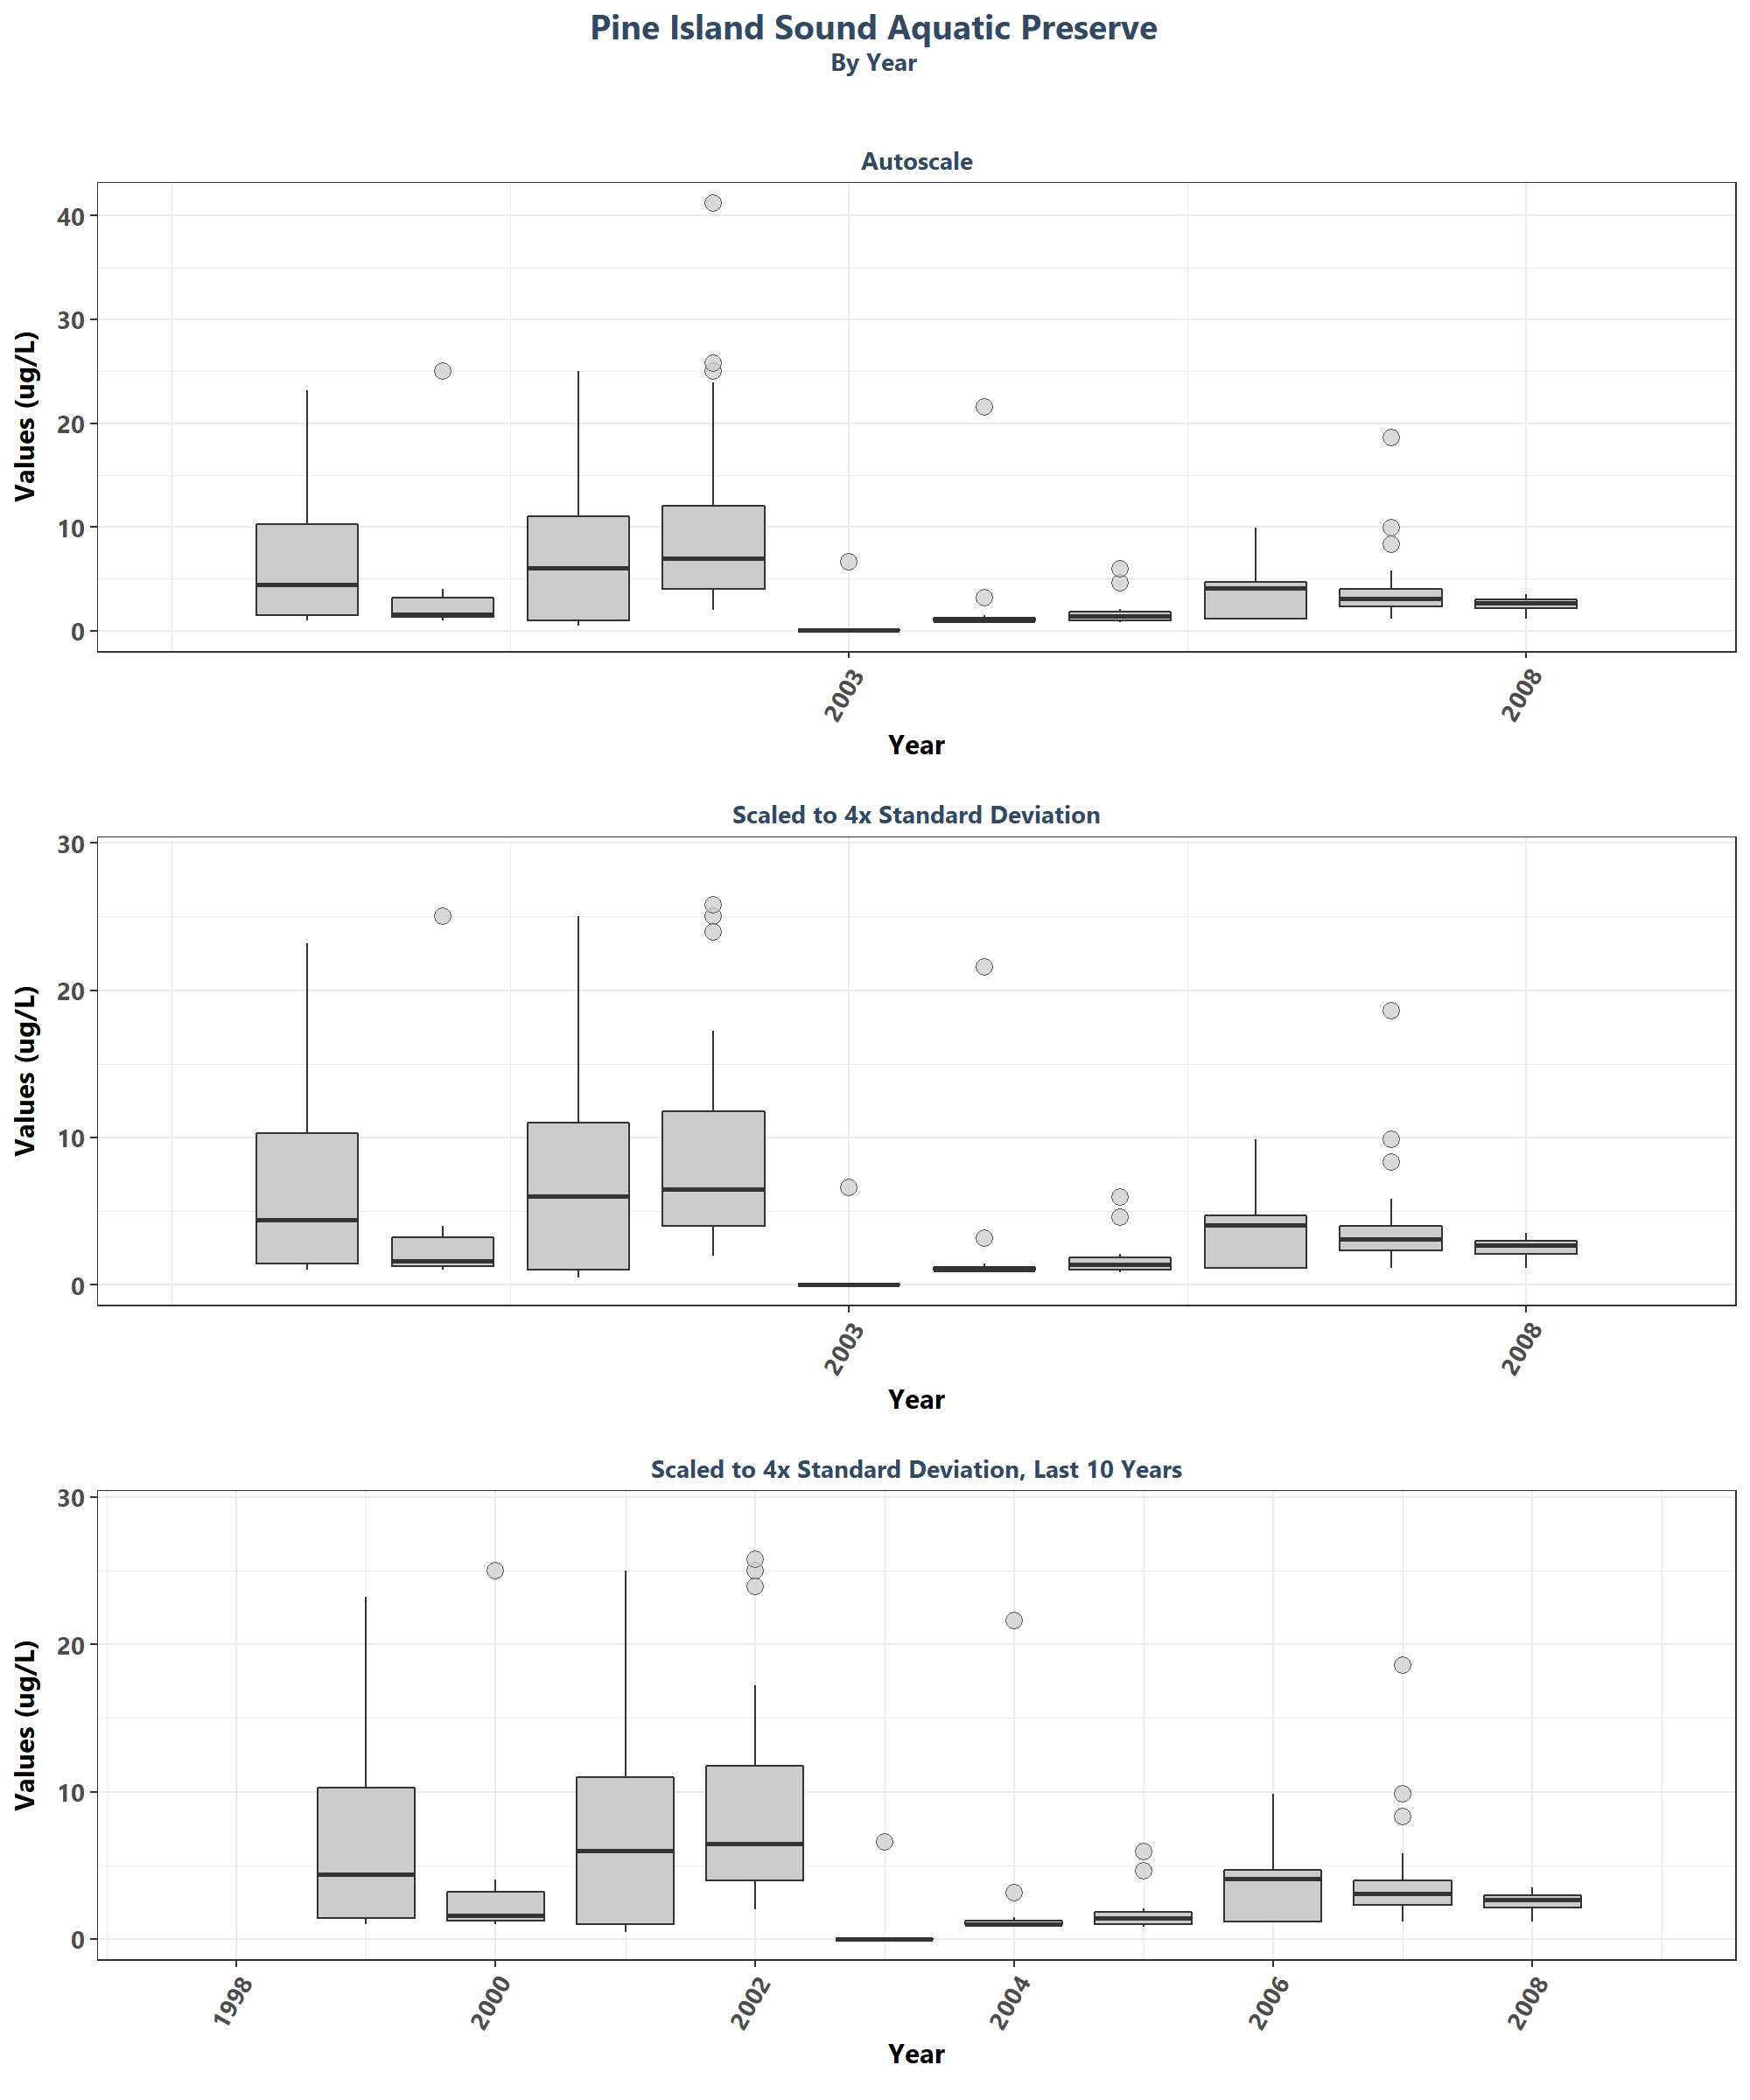 Pine Island Sound Aquatic Preserve
By Year
Autoscale
Values (ug/L)
40
30
20
10
0
2003
2008
Year
Scaled to 4x Standard Deviation
Values (ug/L)
30
20
10
0
2003
2008
Year
Scaled to 4x Standard Deviation, Last 10 Years
Values (ug/L)
30
20
10
0
1998
2000
2002
2004
2006
2008
Year